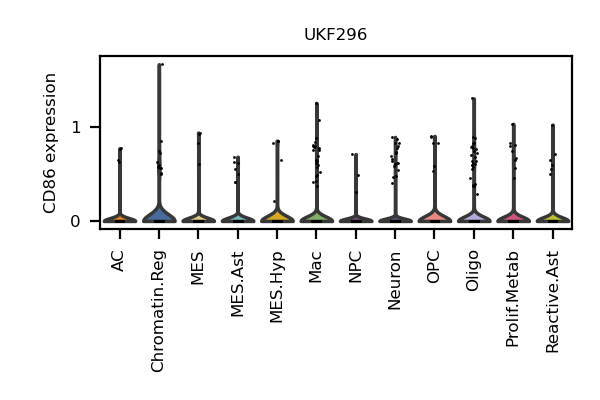 UKF296
CD86 expression
1
0
AC
Chromatin.Reg
MES
MES.Ast
MES.Hyp
Mac
NPC
Neuron
OPC
Oligo
Prolif.Metab
Reactive.Ast